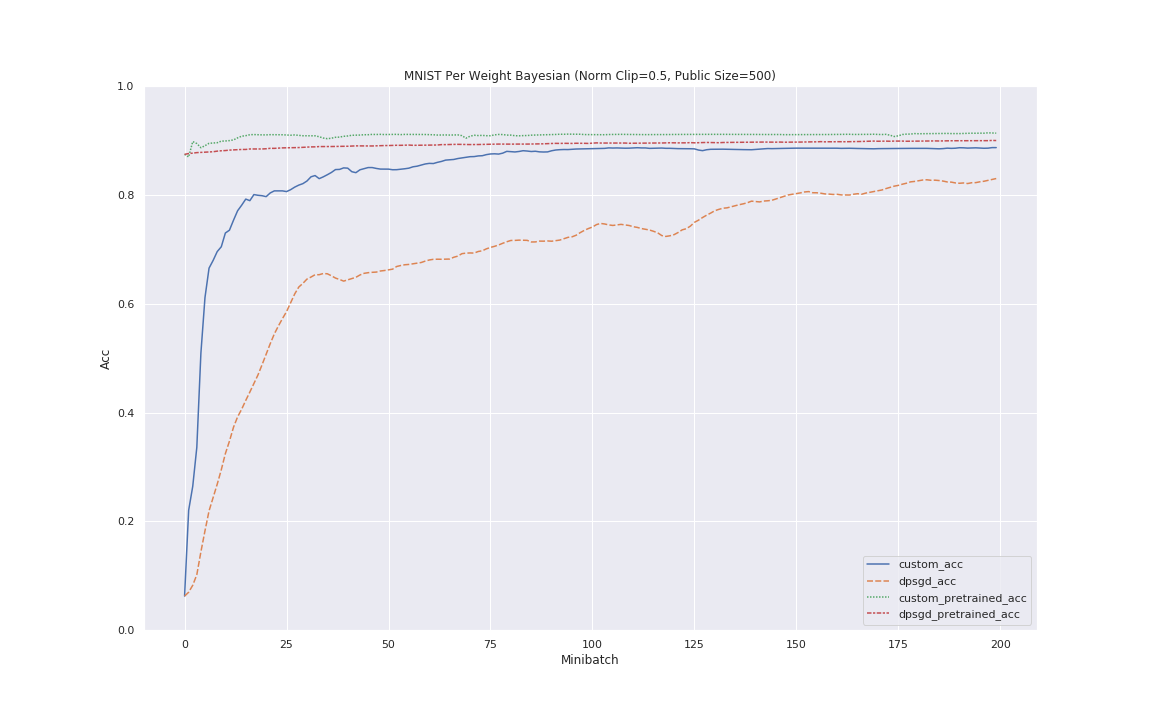 MNIST Per Weight Bayesian (Norm Clip=0.5, Public Size=500)
1.0
0.8
0.6
0.4
0.2
0.0
Acc
0 25 50 75 100 125 150 175 200
Minibatch
custom_acc
dpsgd_acc
custom_pretrained_acc
dpsgd_pretrained_acc